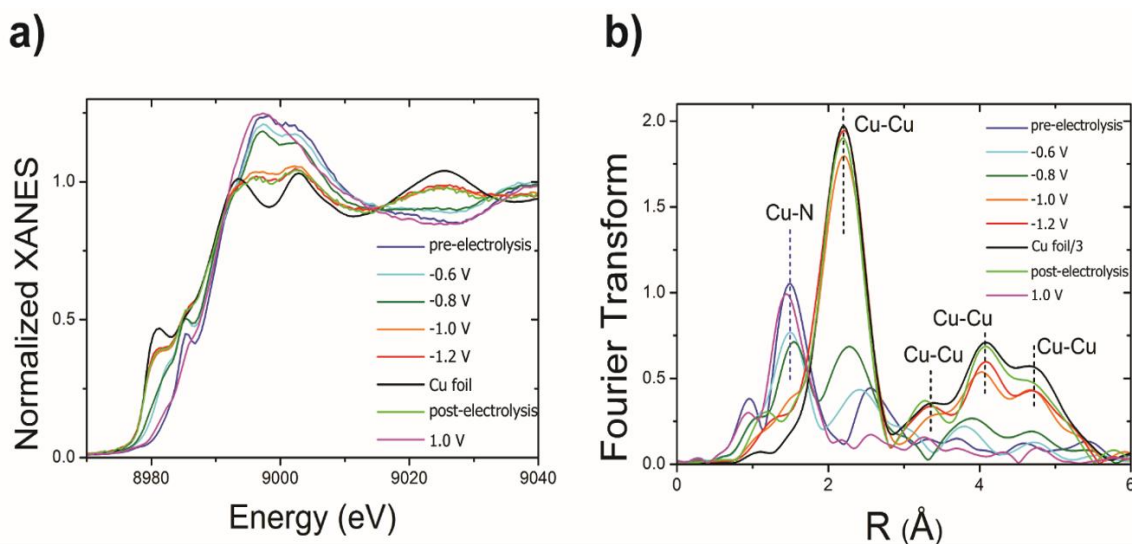 a)
Normalized XANES
1.0
0.5
0.0
8980
9000
9020
9040
Energy (eV)
pre-electrolysis
-0.6 V
-0.8 V
-1.0 V
-1.2 V
Cu foil
post-electrolysis
1.0 V
b)
Fourier Transform
2.0
1.5
1.0
0.5
0.0
0
2
4
6
R (Å)
Cu-N
Cu-Cu
Cu-Cu
Cu-Cu
Cu-Cu
pre-electrolysis
-0.6 V
-0.8 V
-1.0 V
-1.2 V
Cu foil/3
post-electrolysis
1.0 V